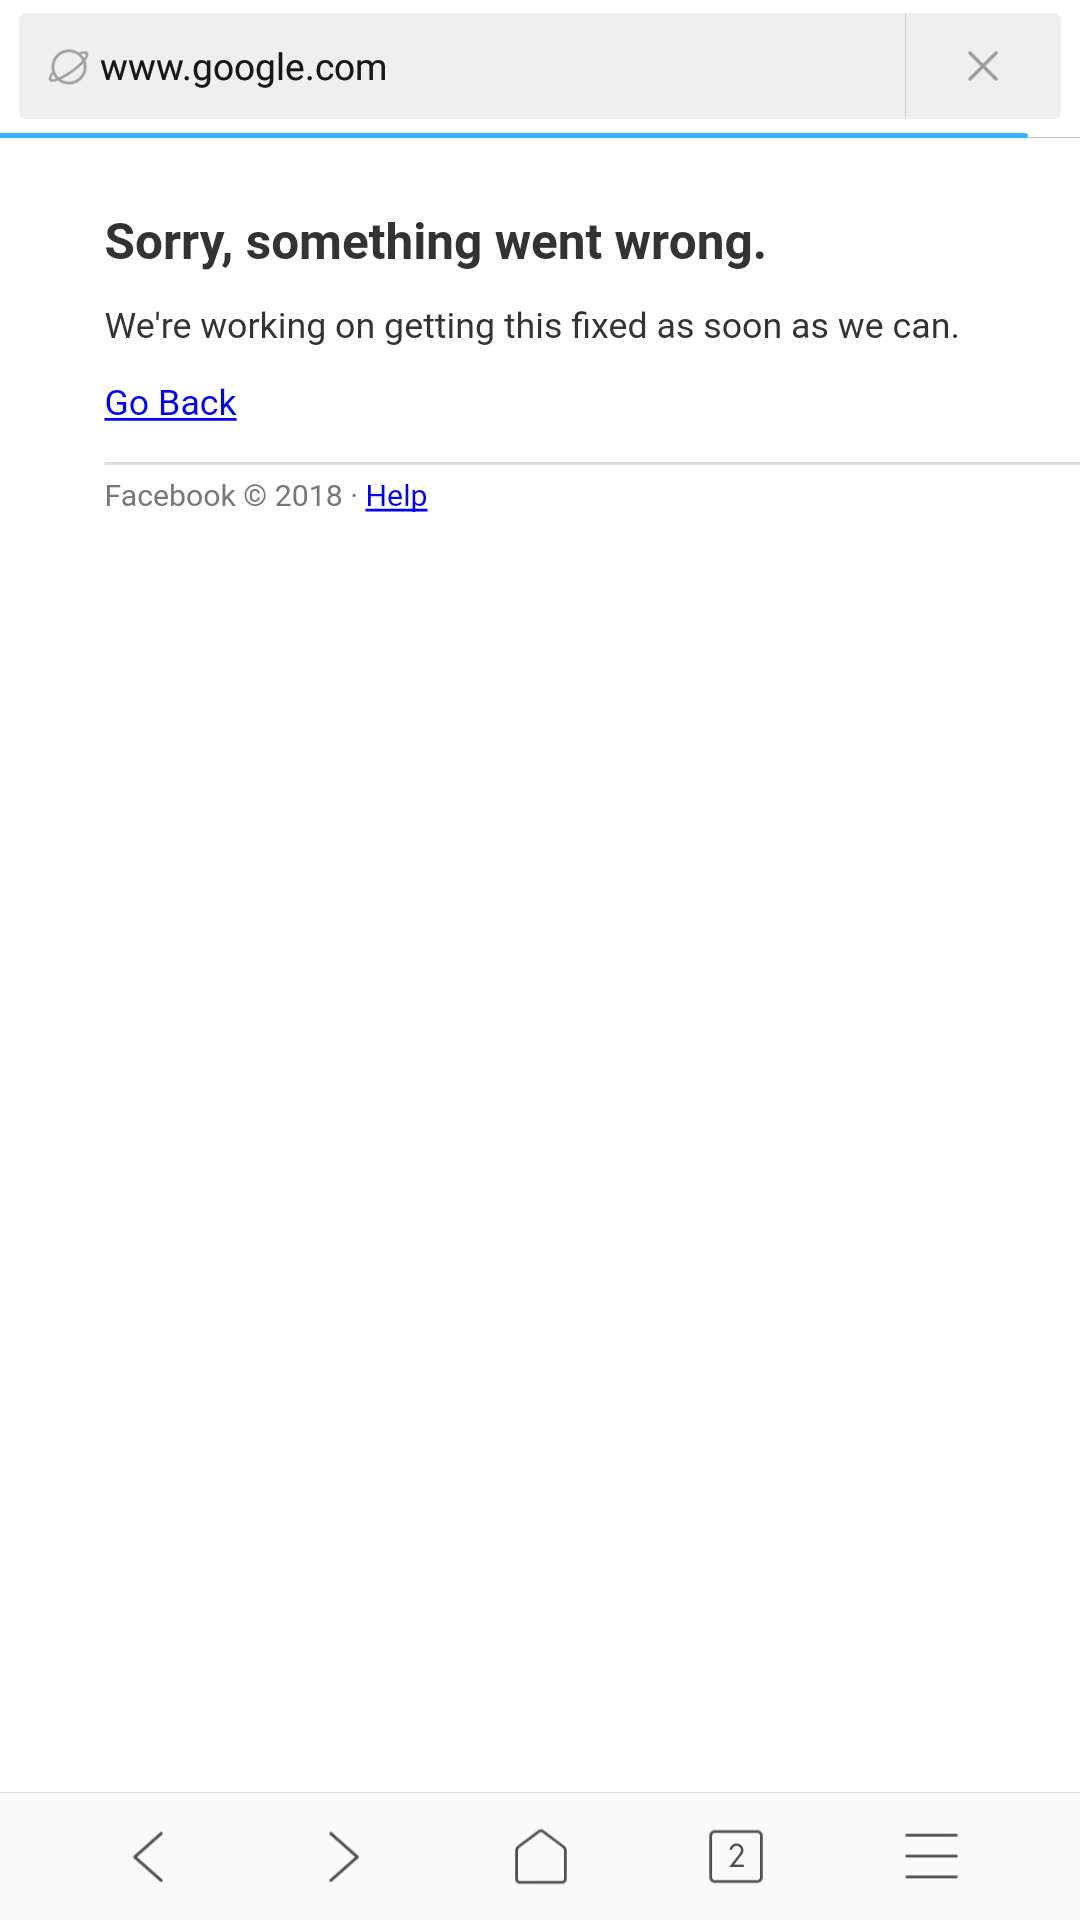 www.google.com
Sorry, something went wrong.
We're working on getting this fixed as soon as we can.
Go Back
Facebook © 2018 · Help
2